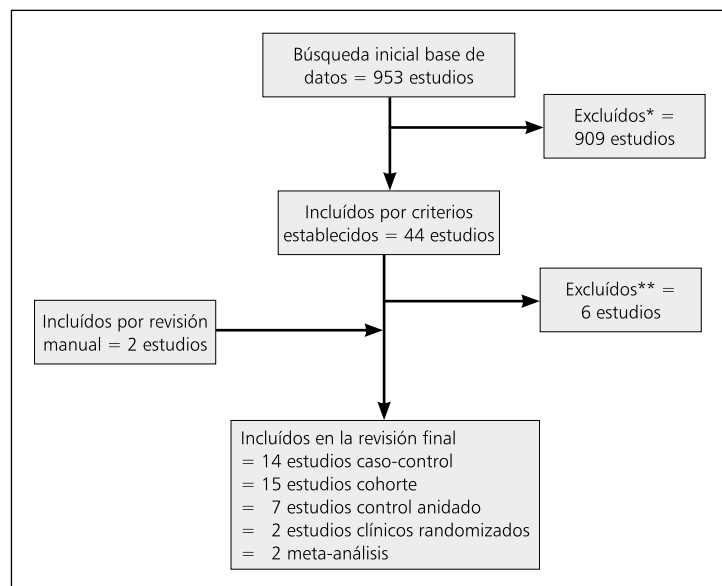 Búsqueda inicial base de
datos = 953 estudios
Excluídos* =
909 estudios
Incluídos por criterios
establecidos = 44 estudios
Excluídos** =
6 estudios
Incluídos por revisión
manual = 2 estudios
Incluídos en la revisión final
= 14 estudios caso-control
= 15 estudios cohorte
= 7 estudios control anidado
= 2 estudios clínicos randomizados
= 2 meta-análisis